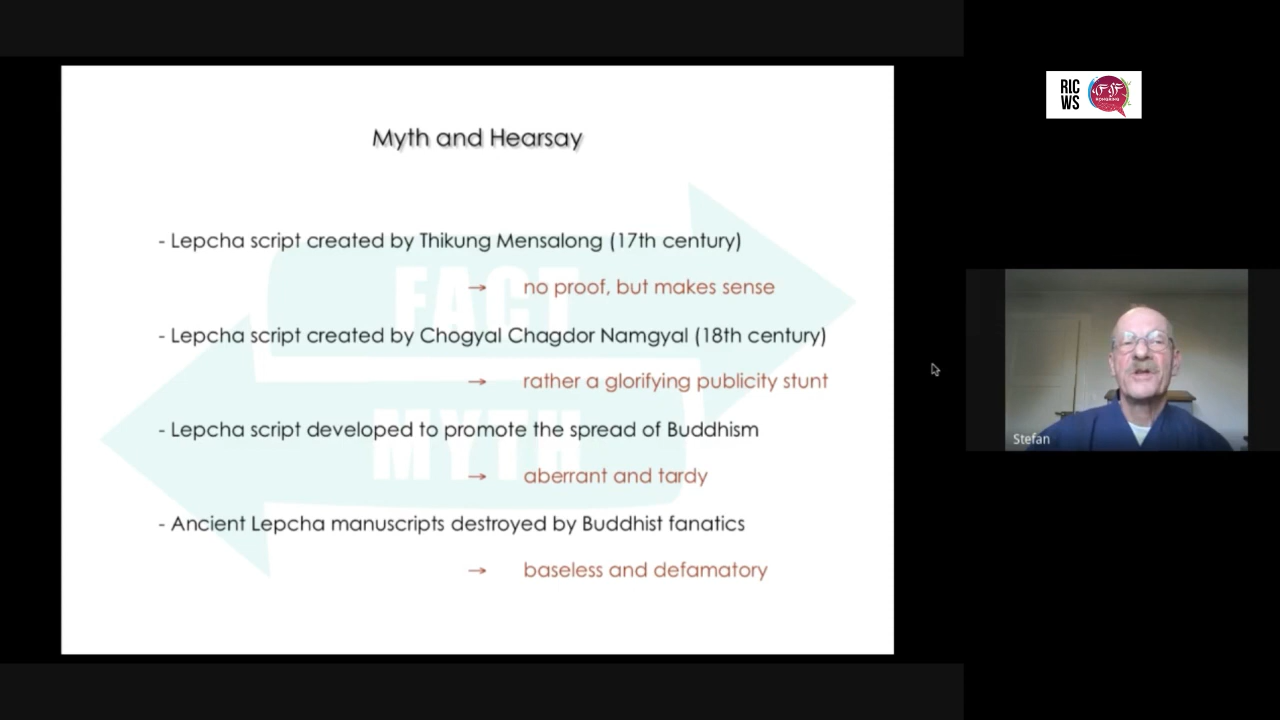 Myth and Hearsay
- Lepcha script created by Thikung Mensalong (17th century)
→ no proof, but makes sense
- Lepcha script created by Chogyal Chagdor Namgyal (18th century)
→ rather a glorifying publicity stunt
- Lepcha script developed to promote the spread of Buddhism
→ aberrant and tardy
- Ancient Lepcha manuscripts destroyed by Buddhist fanatics
→ baseless and defamatory
FACT
MYTH
RIC
WS
Stefan